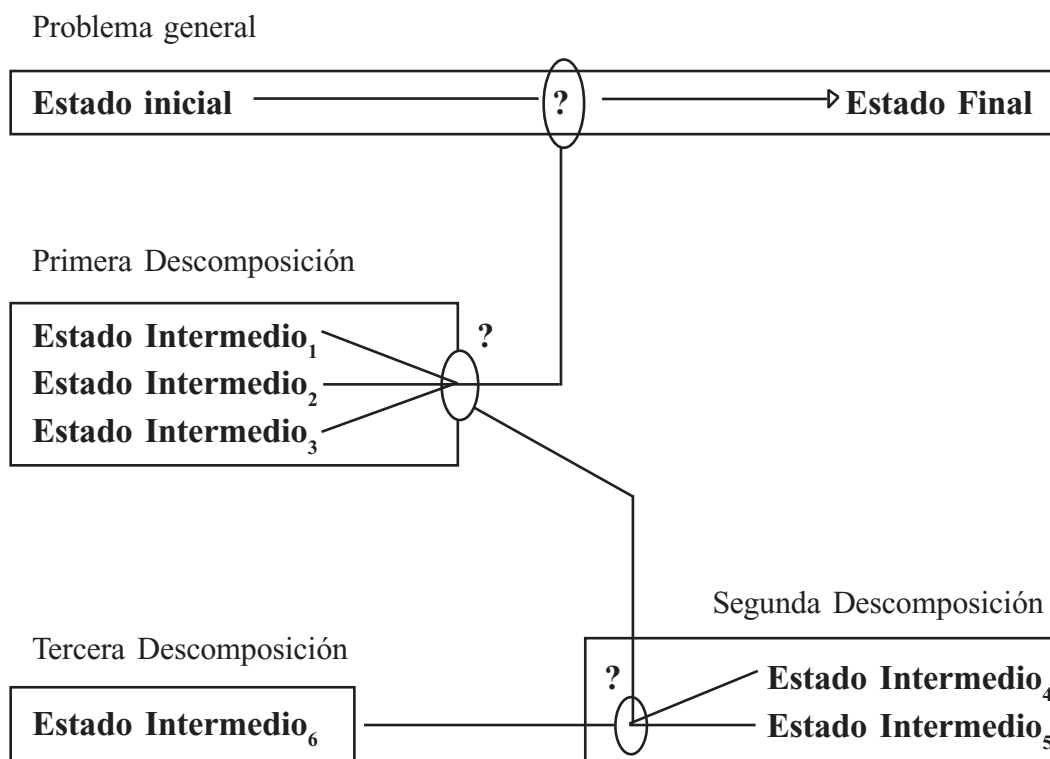 Problema general
Estado inicial ? Estado Final
Primera Descomposición
?
Estado Intermedio1
Estado Intermedio2
Estado Intermedio3
Segunda Descomposición
?
Estado Intermedio4
Estado Intermedio5
Tercera Descomposición
Estado Intermedio6